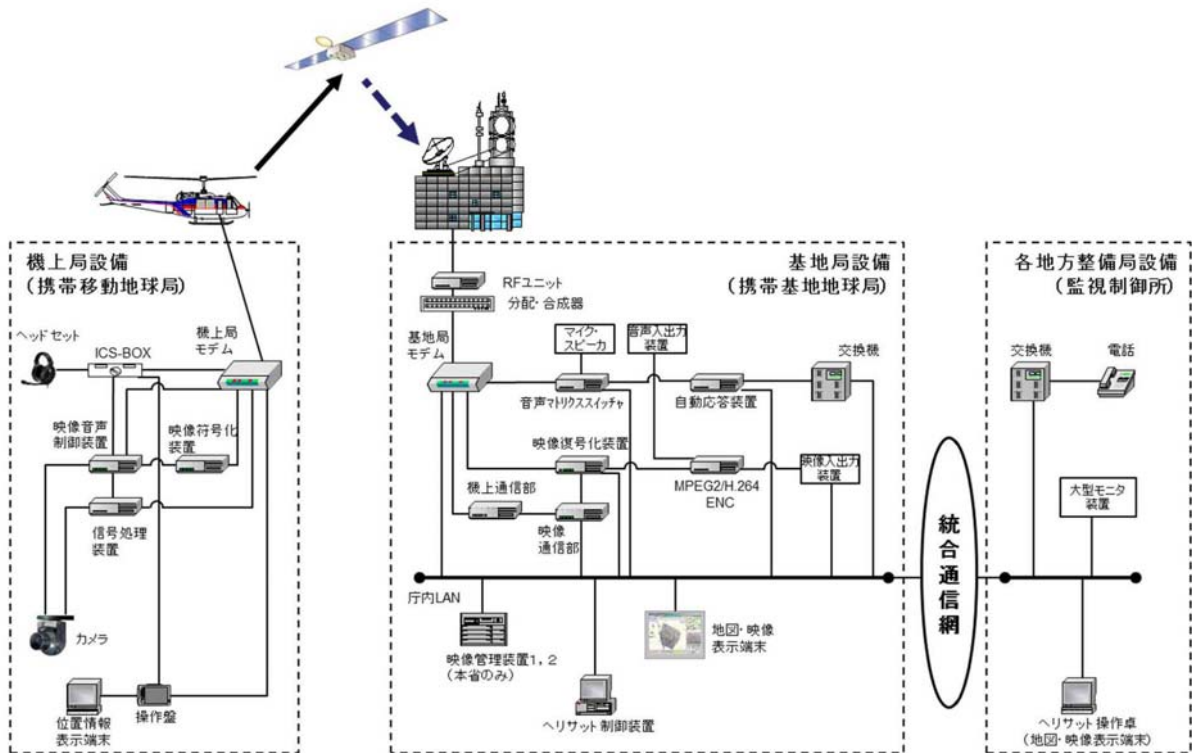 機上局設備
(携帯移動地球局)
ヘッドセット
ICS-BOX
機上局
モデム
映像音声
制御装置
映像符号化
装置
信号処理
装置
カメラ
位置情報
表示端末
操作盤
基地局設備
(携帯基地地球局)
RFユニット
分配・合成器
基地局
モデム
マイク・
スピーカ
音声入出力
装置
交換機
音声マトリクススイッチャ
自動応答装置
映像復号化装置
映像入出力
装置
MPEG2/H.264
ENC
機上通信部
映像
通信部
庁内LAN
映像管理装置1,2
(本省のみ)
地図・映像
表示端末
ヘリサット制御装置
統合通信網
各地方整備局設備
(監視制御所)
交換機
電話
大型モニタ
装置
ヘリサット操作卓
(地図・映像表示端末)